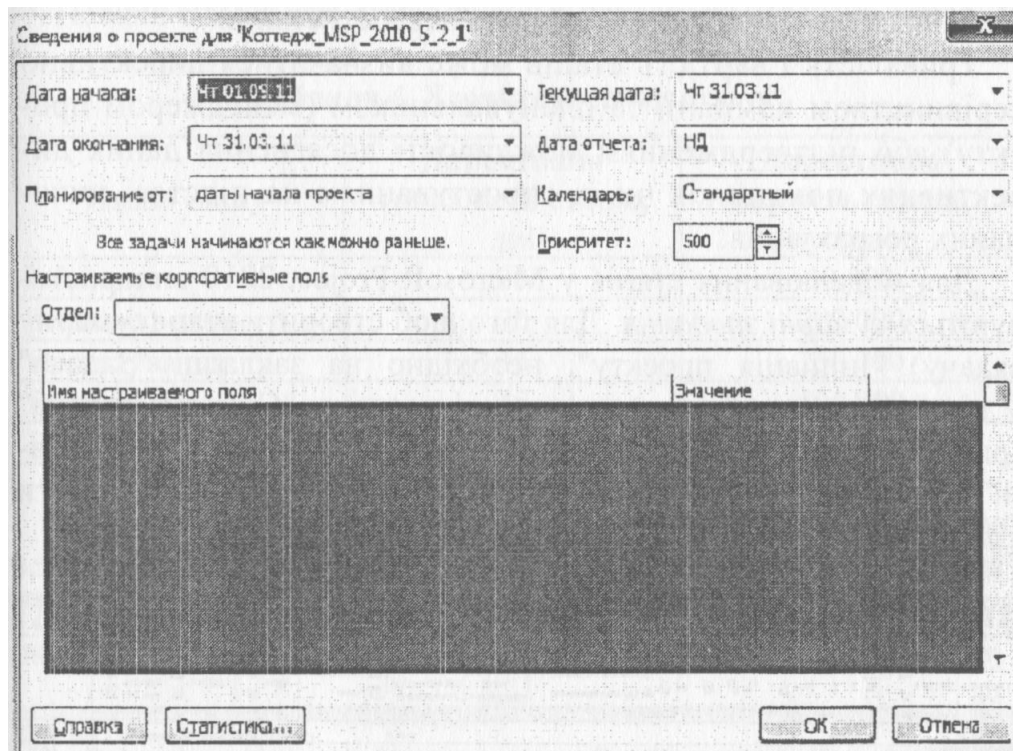 Сведения о проекте для 'Коттедж_MSP_2010_5_2_1'
Дата начала: Чт 01.09.11 Текущая дата: Чт 31.03.11
Дата окончания: Чт 31.03.11 Дата отчета: НД
Планирование от: даты начала проекта Календарь: Стандартный
Все задачи начинаются как можно раньше. Приоритет: 500
Настраиваемые корпоративные поля
Отдел:
Имя настраиваемого поля Значение
Справка Статистика... ОК Отмена